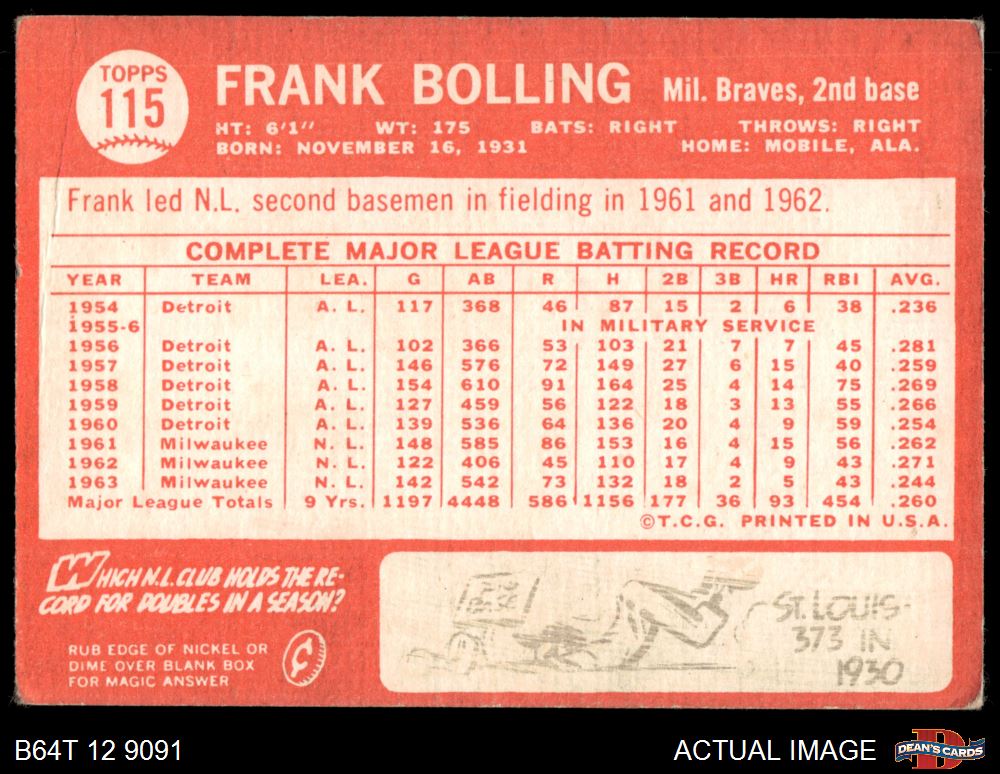 TOPPS
115
FRANK BOLLING Mil. Braves, 2nd base
HT: 6'1" WT: 175 BATS: RIGHT THROWS: RIGHT
BORN: NOVEMBER 16, 1931 HOME: MOBILE, ALA.
Frank led N.L. second basemen in fielding in 1961 and 1962.
COMPLETE MAJOR LEAGUE BATTING RECORD
YEAR TEAM LEA. G AB R H 2B 3B HR RBI AVG.
1954 Detroit A. L. 117 368 46 87 15 2 6 38 .236
1955-6 IN MILITARY SERVICE
1956 Detroit A. L. 102 366 53 103 21 7 7 45 .281
1957 Detroit A. L. 146 576 72 149 27 6 15 40 .259
1958 Detroit A. L. 154 610 91 164 25 4 14 75 .269
1959 Detroit A. L. 127 459 56 122 18 3 13 55 .266
1960 Detroit A. L. 139 536 64 136 20 4 9 59 .254
1961 Milwaukee N. L. 148 585 86 153 16 4 15 56 .262
1962 Milwaukee N. L. 122 406 45 110 17 4 9 43 .271
1963 Milwaukee N. L. 142 542 73 132 18 2 5 43 .244
Major League Totals 9 Yrs. 1197 4448 586 1156 177 36 93 454 .260
©T.C.G. PRINTED IN U.S.A.
WHICH N.L. CLUB HOLDS THE RE-
CORD FOR DOUBLES IN A SEASON?
RUB EDGE OF NICKEL OR
DIME OVER BLANK BOX
FOR MAGIC ANSWER
¢
ST. LOUIS-
373 IN
1930
B64T 12 9091 ACTUAL IMAGE DEAN'S CARDS